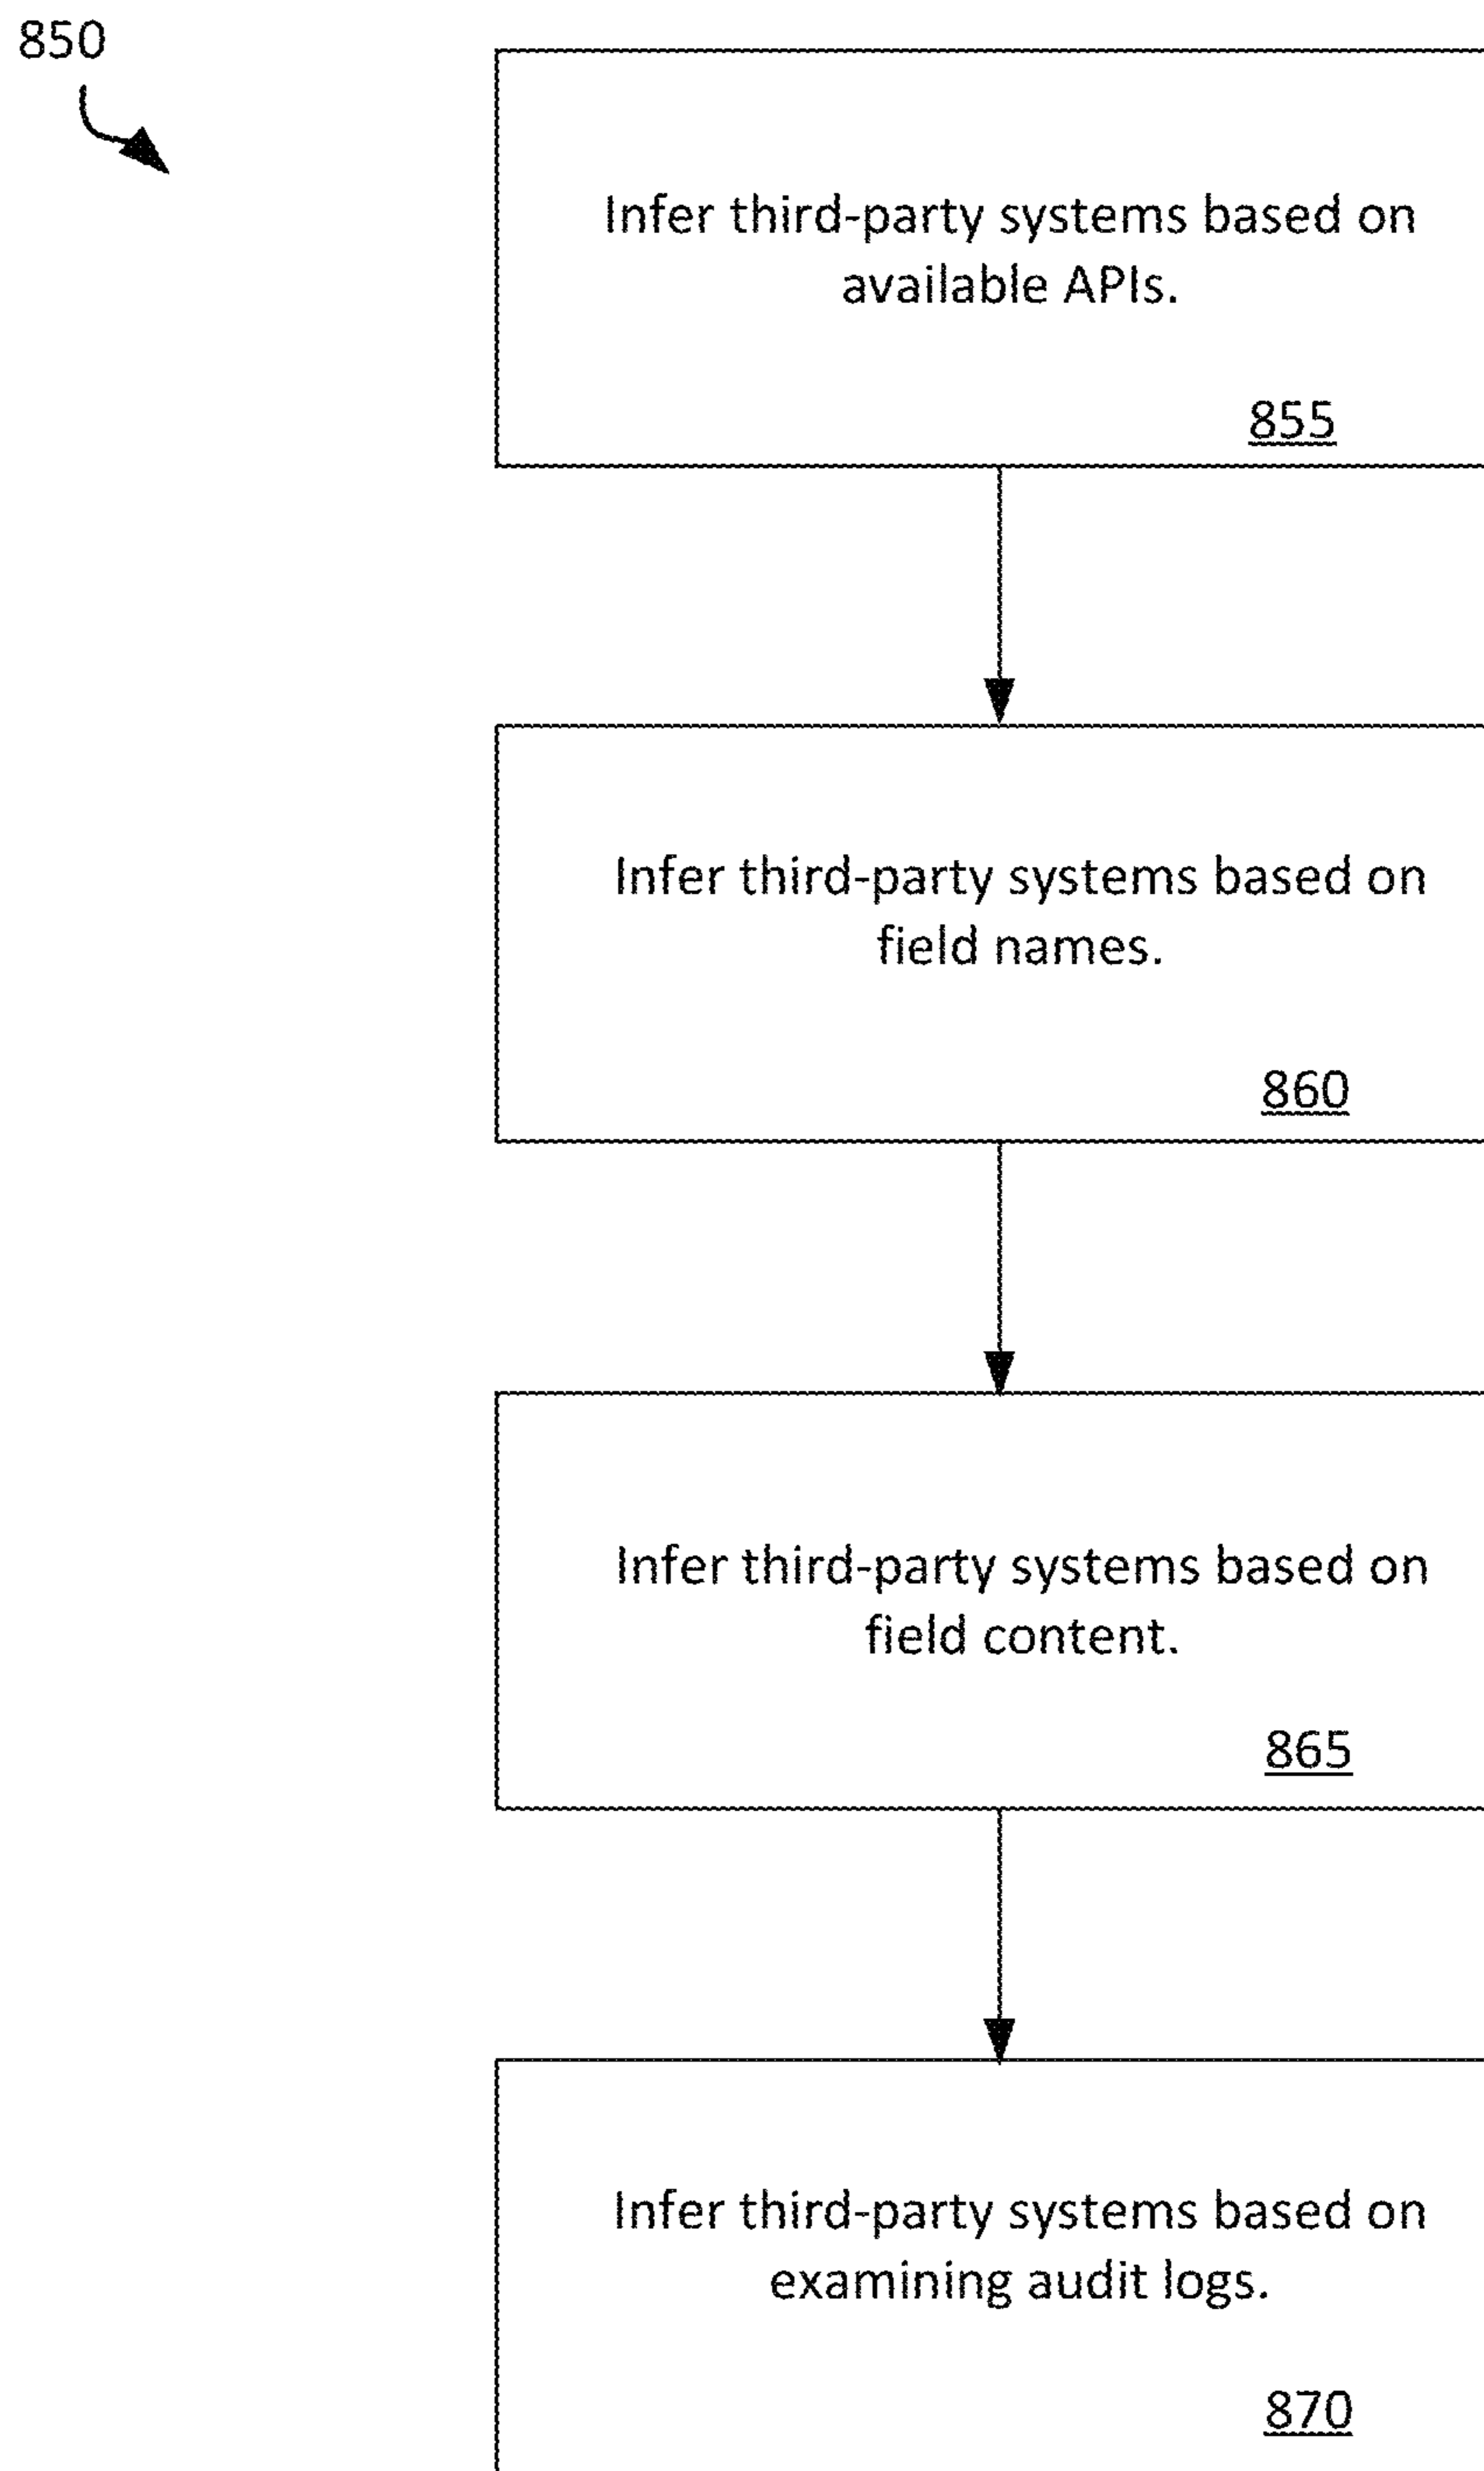 850
Infer third-party systems based on
available APIs.
855
Infer third-party systems based on
field names.
860
Infer third-party systems based on
field content.
865
Infer third-party systems based on
examining audit logs.
870